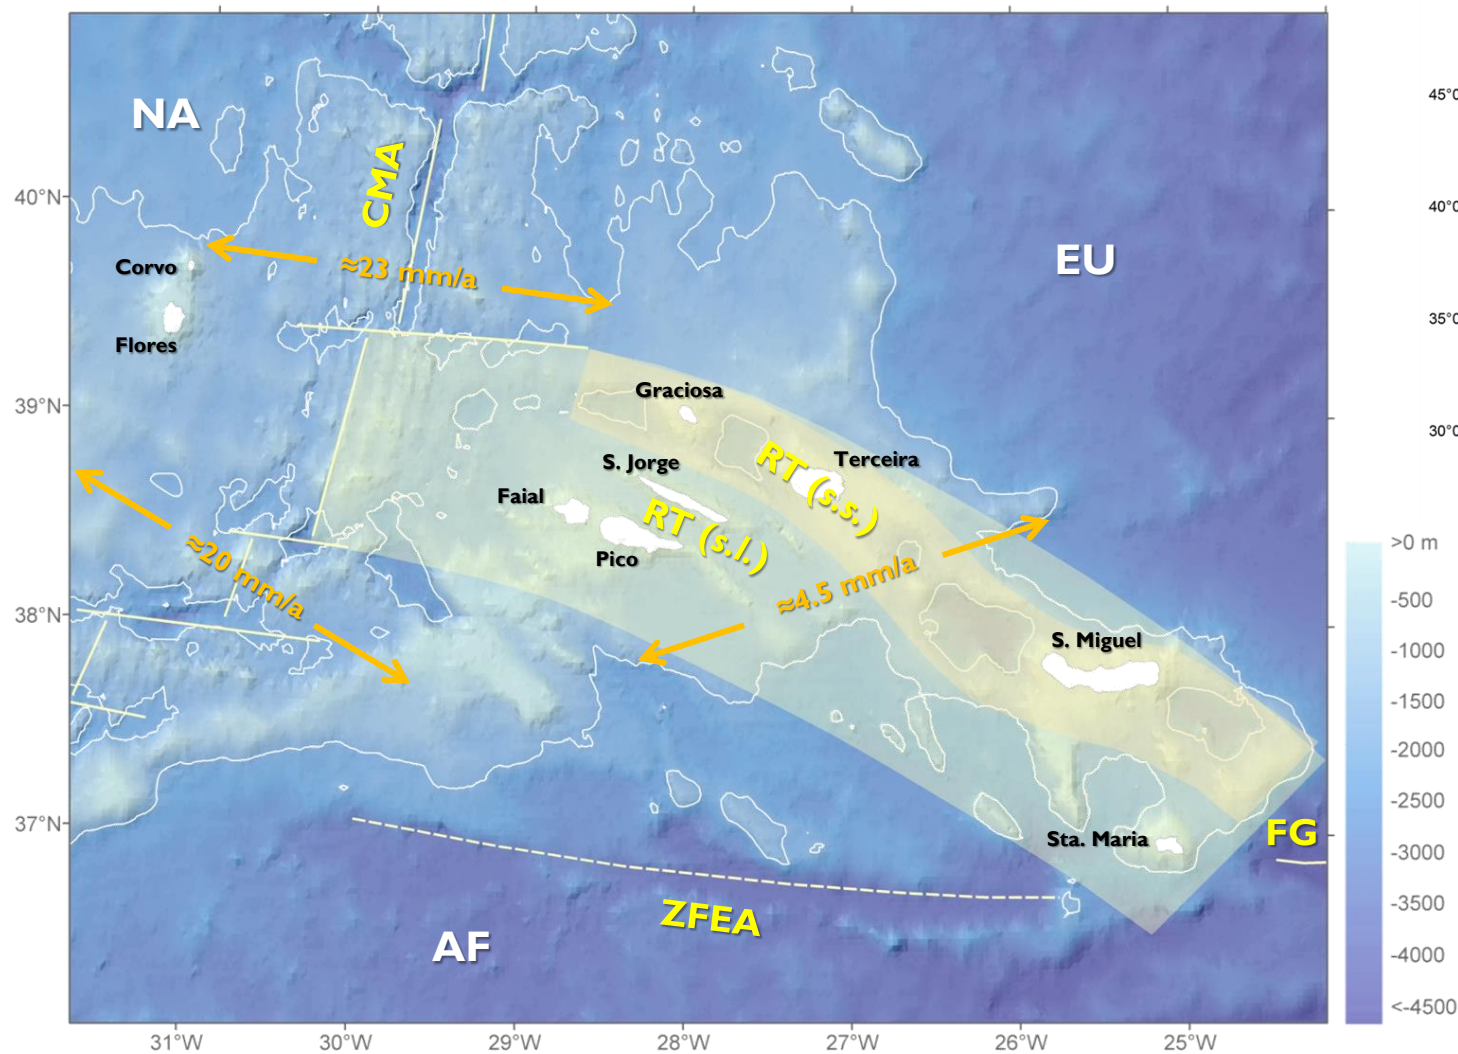 NA
CMA
EU
AF
FG
ZFEA
RT (s.s.)
RT (s.l.)
≈23 mm/a
≈20 mm/a
≈4.5 mm/a
Corvo
Flores
Graciosa
Terceira
S. Jorge
Faial
Pico
S. Miguel
Sta. Maria
40°N
39°N
38°N
37°N
31°W
30°W
29°W
28°W
27°W
26°W
25°W
45°
40°
35°
30°
>0 m
-500
-1000
-1500
-2000
-2500
-3000
-3500
-4000
<-4500